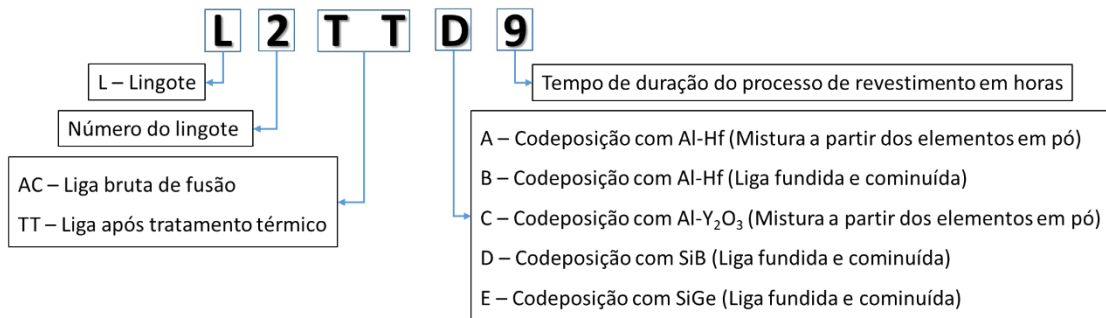 L 2 T T D 9
L – Lingote
Tempo de duração do processo de revestimento em horas
Número do lingote
AC – Liga bruta de fusão
TT – Liga após tratamento térmico
A – Codeposição com Al-Hf (Mistura a partir dos elementos em pó)
B – Codeposição com Al-Hf (Liga fundida e cominuída)
C – Codeposição com Al-Y₂O₃ (Mistura a partir dos elementos em pó)
D – Codeposição com SiB (Liga fundida e cominuída)
E – Codeposição com SiGe (Liga fundida e cominuída)